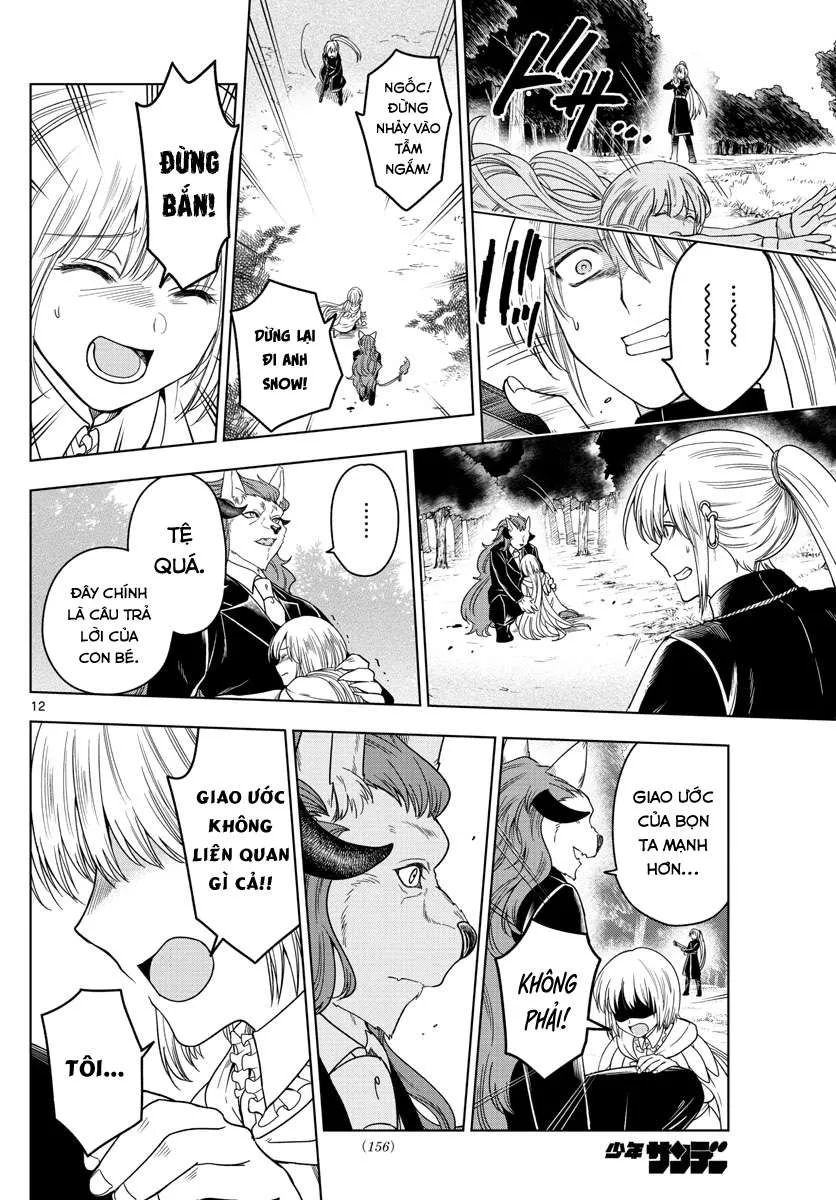 ドサ...
……!
NGỐC!
ĐỪNG
NHẢY VÀO
TẦM
NGẮM!
DỪNG LẠI
ĐI ANH
SNOW!
ĐỪNG
BẮN!
……
TỆ
QUÁ.
ĐÂY CHÍNH
LÀ CÂU TRẢ
LỜI CỦA
CON BÉ.
12
GIAO ƯỚC
CỦA BỌN
TA MẠNH
HƠN...
KHÔNG
PHẢI!
GIAO ƯỚC
KHÔNG
LIÊN QUAN
GÌ CẢ!!
TÔI...
(156)
少年サンデー